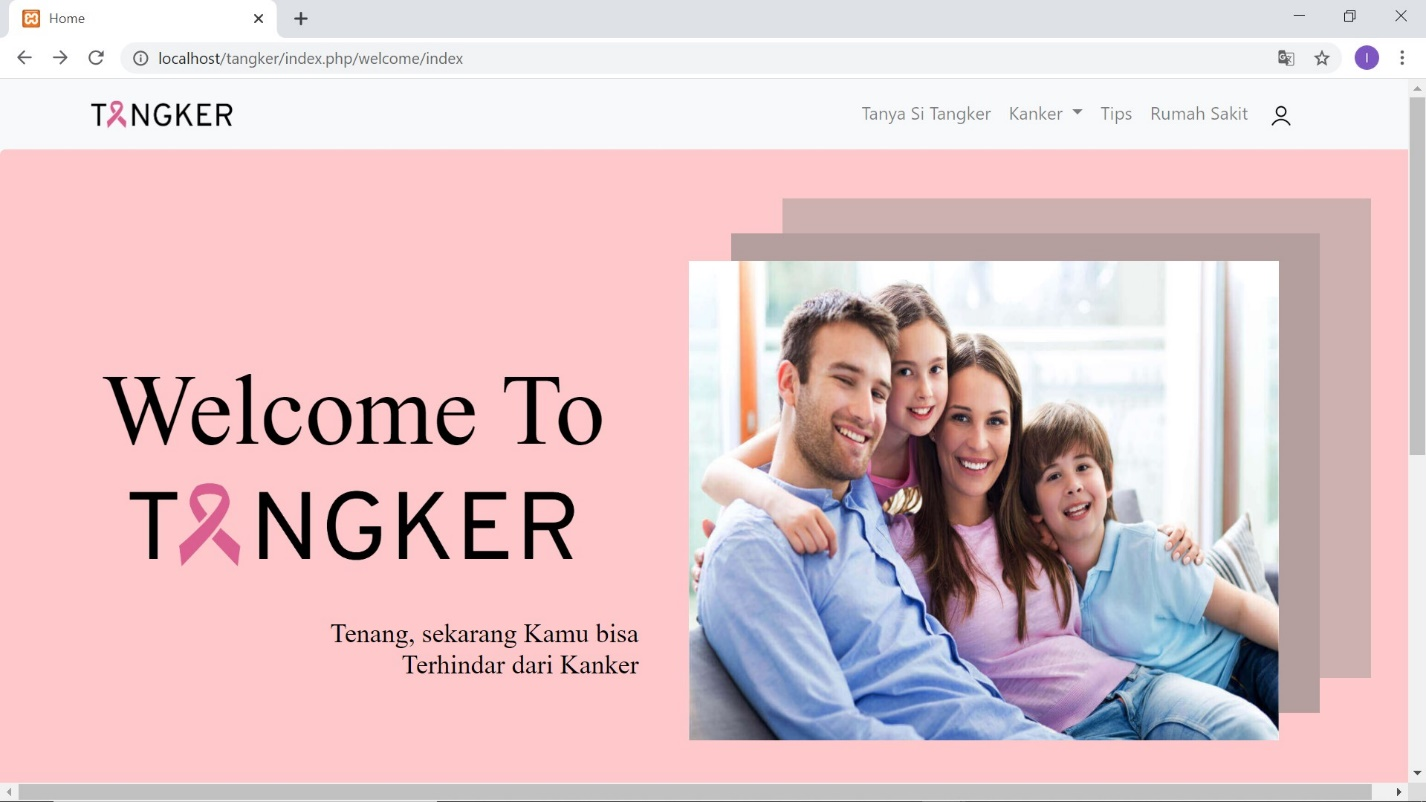 Home
localhost/tangker/index.php/welcome/index
I
TANGKER
Tanya Si Tangker
Kanker
Tips
Rumah Sakit
Welcome To
TANGKER
Tenang, sekarang Kamu bisa
Terhindar dari Kanker